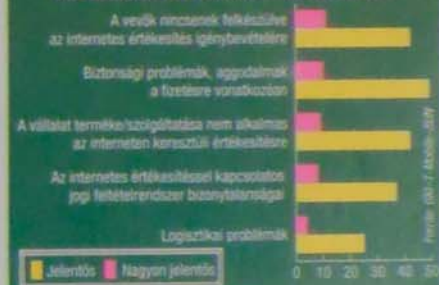 A vevők nincsenek felkészülve
az internetes értékesítés igénybevételére
Biztonsági problémák, aggodalmak
a fizetésre vonatkozóan
A vállalat terméke/szolgáltatása nem alkalmas
az interneten keresztüli értékesítésre
Az internetes értékesítéssel kapcsolatos
jogi feltételrendszer bizonytalanságai
Logisztikai problémák
0 10 20 30 40 50
Jelentős Nagyon jelentős